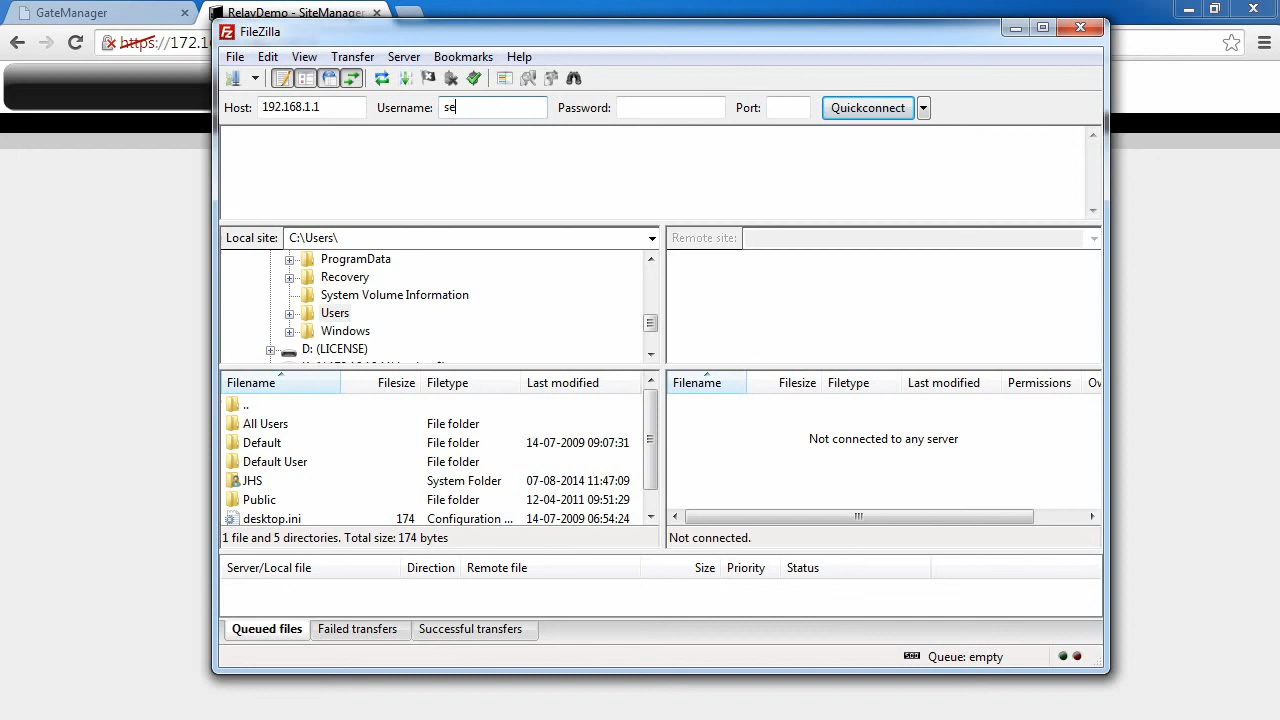 GateManager
RelayDemo - SiteManager
https://172.1
FileZilla
File Edit View Transfer Server Bookmarks Help
Host: 192.168.1.1 Username: se Password: Port: Quickconnect
Local site: C:\Users\
Remote site:
ProgramData
Recovery
System Volume Information
Users
Windows
D: (LICENSE)
Filename Filesize Filetype Last modified
..
All Users File folder
Default File folder 14-07-2009 09:07:31
Default User File folder
JHS System Folder 07-08-2014 11:47:09
Public File folder 12-04-2011 09:51:29
desktop.ini 174 Configuration ... 14-07-2009 06:54:24
1 file and 5 directories. Total size: 174 bytes
Filename Filesize Filetype Last modified Permissions Ow
Not connected to any server
Not connected.
Server/Local file Direction Remote file Size Priority Status
Queued files Failed transfers Successful transfers
Queue: empty